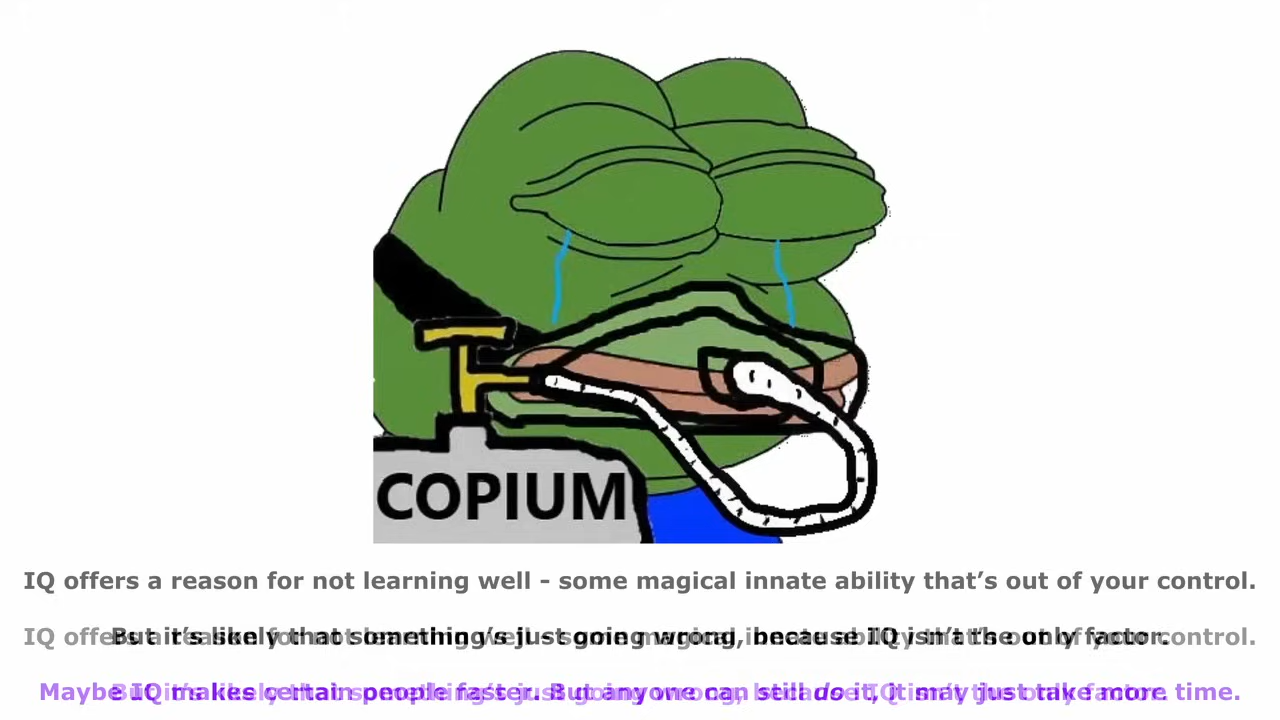 COPIUM
IQ offers a reason for not learning well - some magical innate ability that’s out of your control.
But it’s likely that something’s just going wrong, because IQ isn’t the only factor.
Maybe IQ makes certain people faster. But anyone can still do it, it may just take more time.